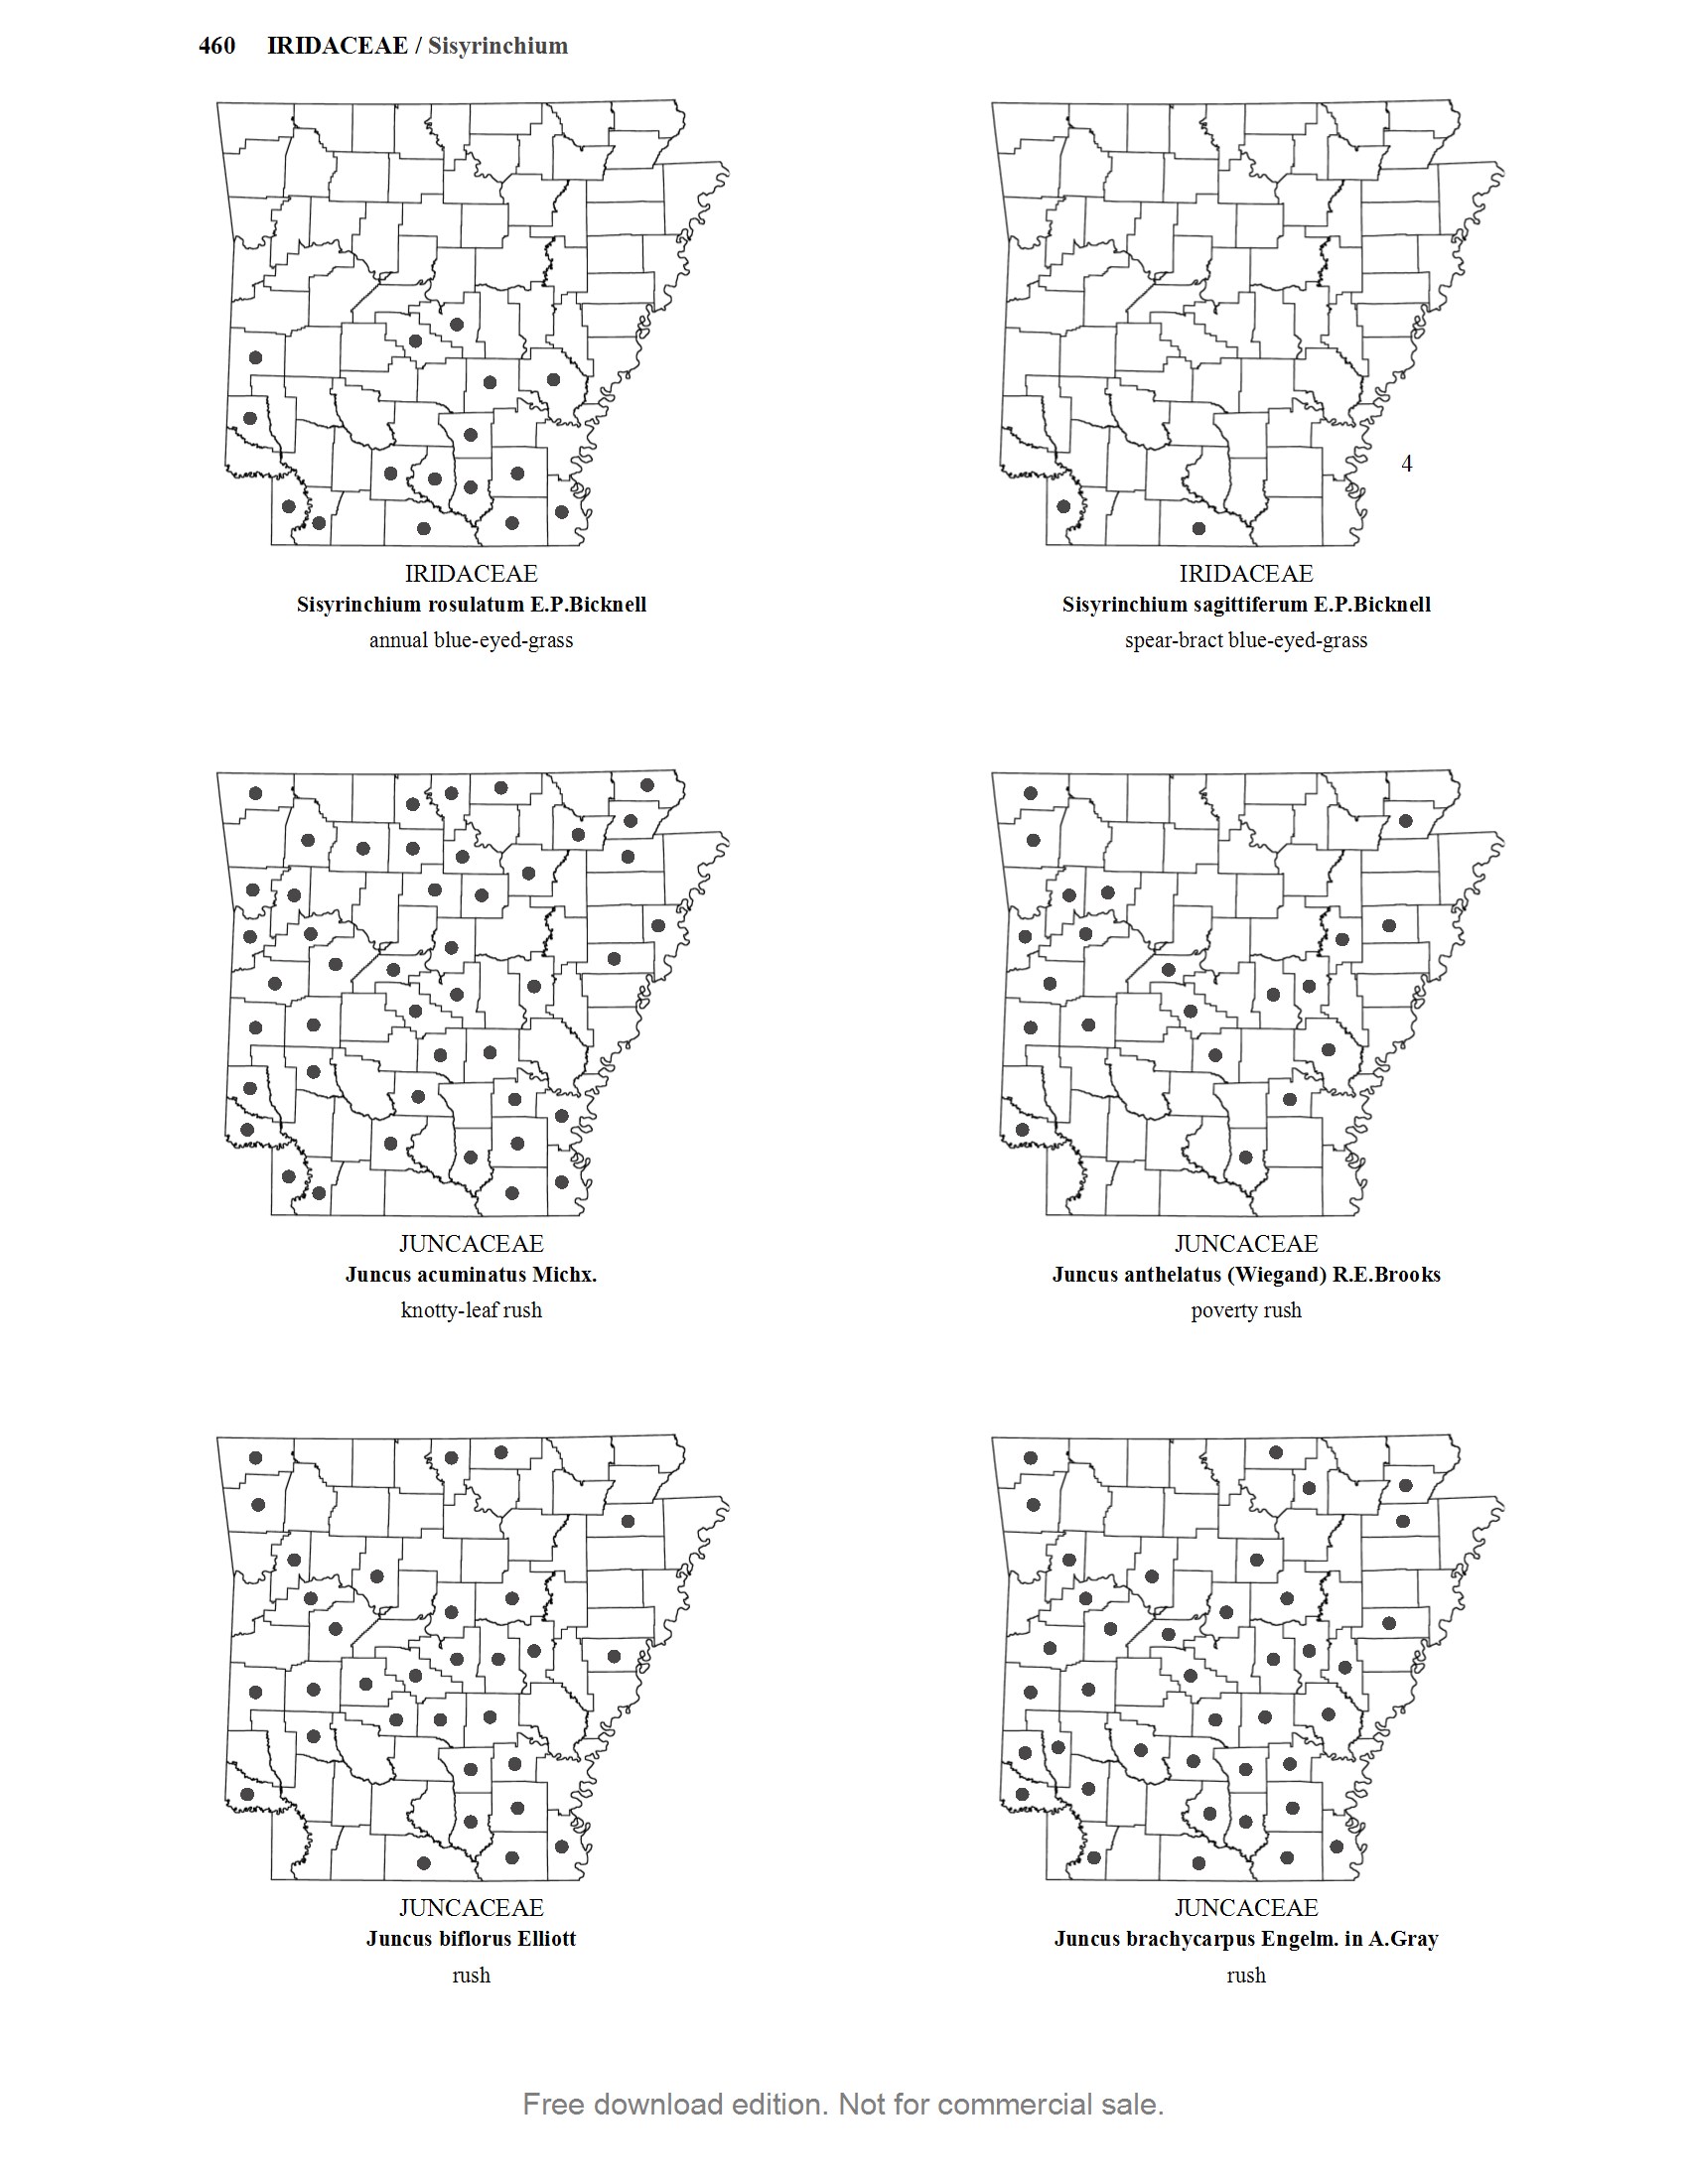 460 IRIDACEAE / Sisyrinchium
IRIDACEAE
Sisyrinchium rosulatum E.P.Bicknell
annual blue-eyed-grass
4
IRIDACEAE
Sisyrinchium sagittiferum E.P.Bicknell
spear-bract blue-eyed-grass
JUNCACEAE
Juncus acuminatus Michx.
knotty-leaf rush
JUNCACEAE
Juncus anthelatus (Wiegand) R.E.Brooks
poverty rush
JUNCACEAE
Juncus biflorus Elliott
rush
JUNCACEAE
Juncus brachycarpus Engelm. in A.Gray
rush
Free download edition. Not for commercial sale.